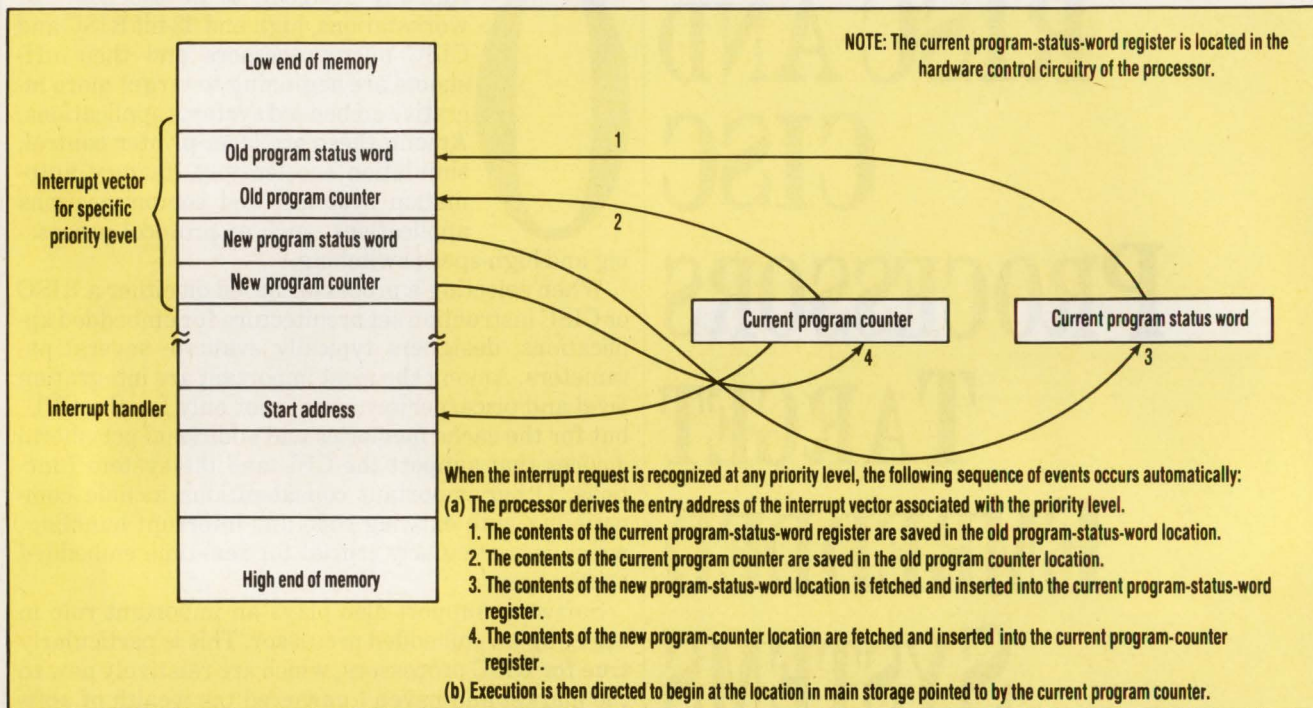 NOTE: The current program-status-word register is located in the
hardware control circuitry of the processor.
Low end of memory
Interrupt vector
for specific
priority level
Old program status word
Old program counter
New program status word
New program counter
1
2
Current program counter
Current program status word
4
3
Interrupt handler
Start address
High end of memory
When the interrupt request is recognized at any priority level, the following sequence of events occurs automatically:
(a) The processor derives the entry address of the interrupt vector associated with the priority level.
1. The contents of the current program-status-word register are saved in the old program-status-word location.
2. The contents of the current program counter are saved in the old program counter location.
3. The contents of the new program-status-word location is fetched and inserted into the current program-status-word
register.
4. The contents of the new program-counter location are fetched and inserted into the current program-counter
register.
(b) Execution is then directed to begin at the location in main storage pointed to by the current program counter.